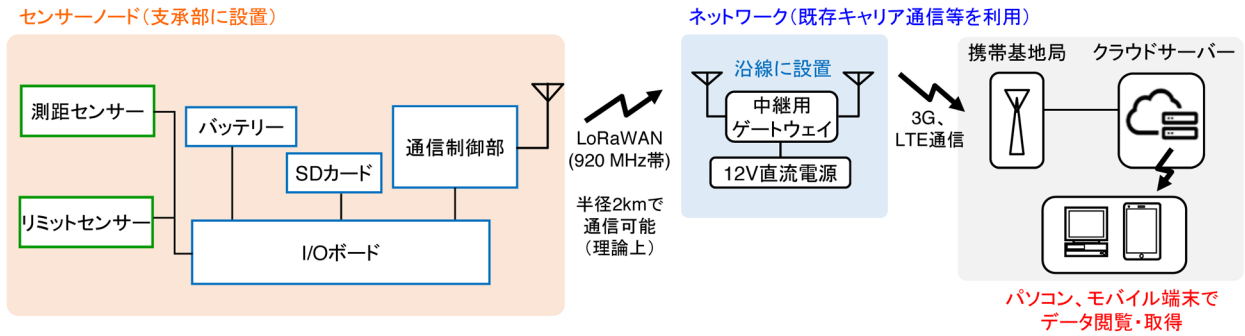 センサーノード（支承部に設置）
測距センサー
リミットセンサー
バッテリー
SDカード
通信制御部
I/Oボード
LoRaWAN
(920 MHz帯)
半径2kmで
通信可能
（理論上）
ネットワーク（既存キャリア通信等を利用）
沿線に設置
中継用
ゲートウェイ
12V直流電源
3G、
LTE通信
携帯基地局
クラウドサーバー
パソコン、モバイル端末で
データ閲覧・取得